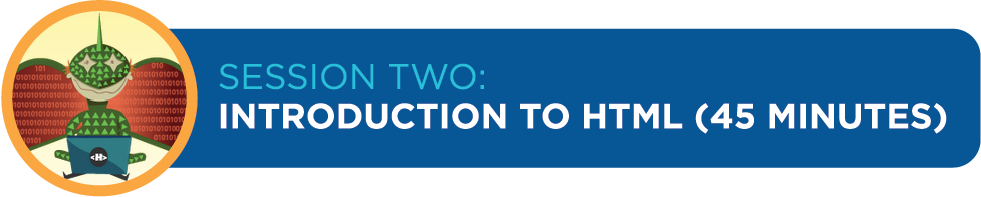 SESSION TWO:
INTRODUCTION TO HTML (45 MINUTES)
<H>